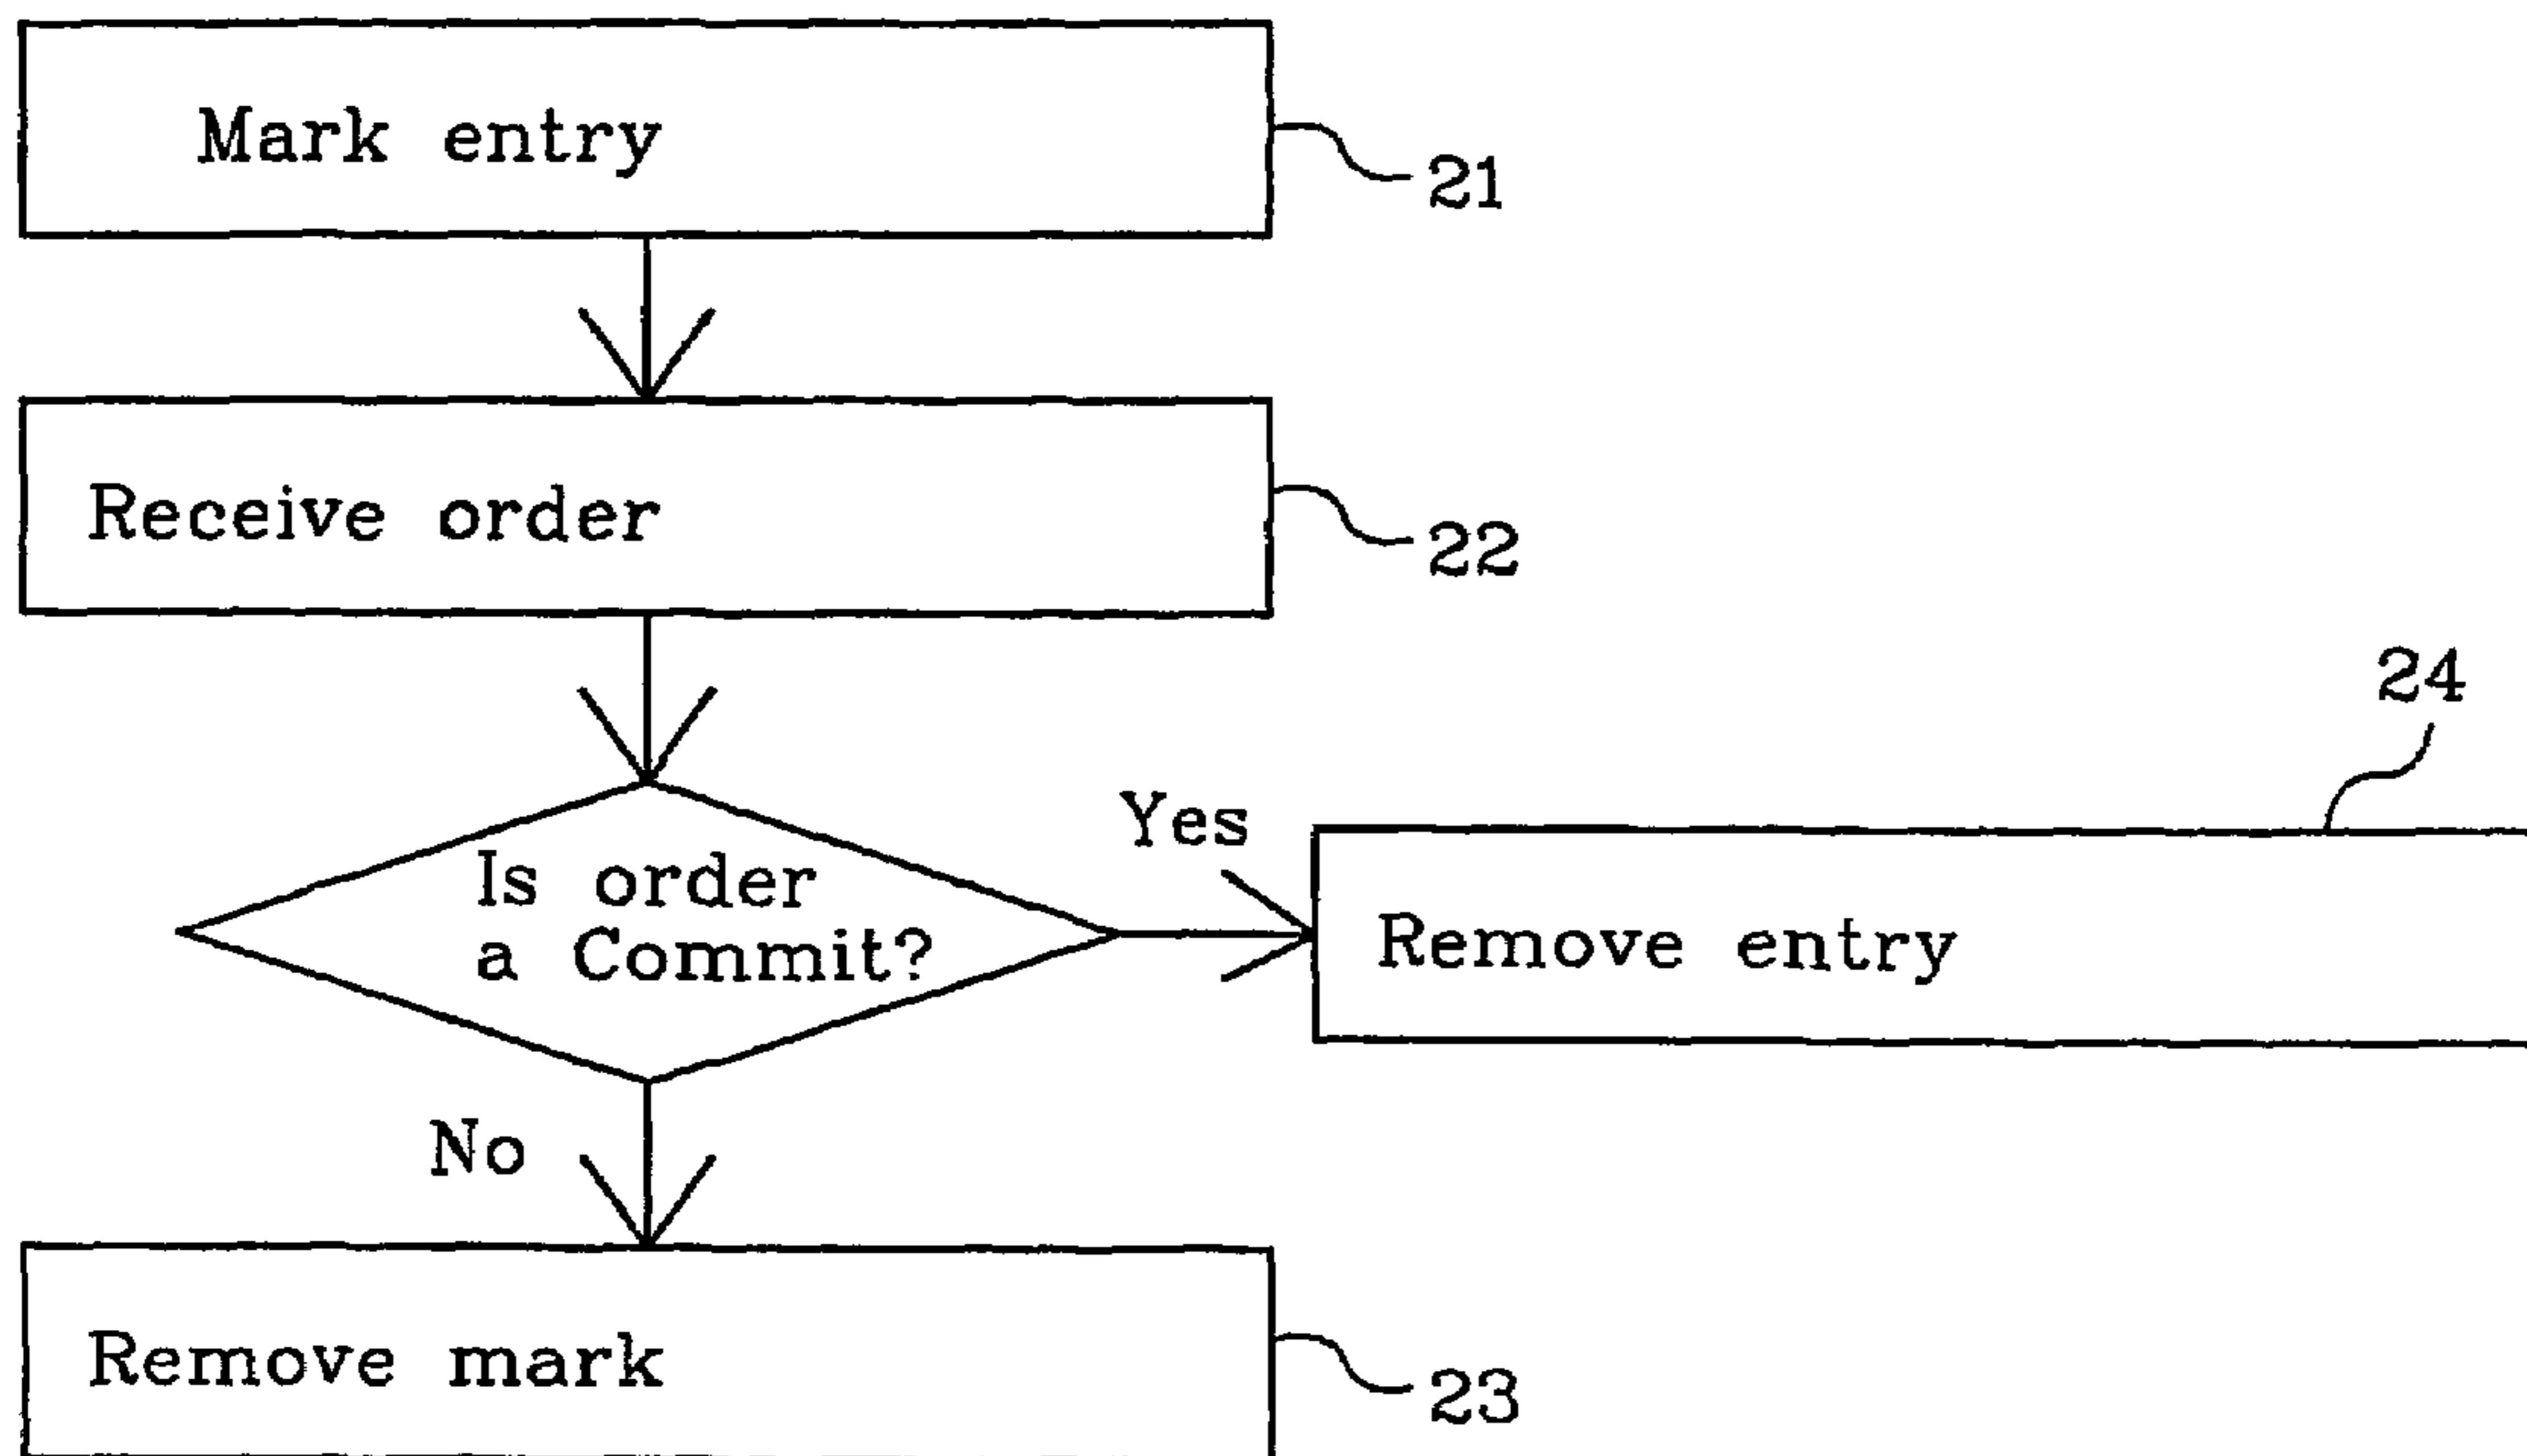 Mark entry
21
Receive order
22
24
Yes
Is order
a Commit?
Remove entry
No
Remove mark
23